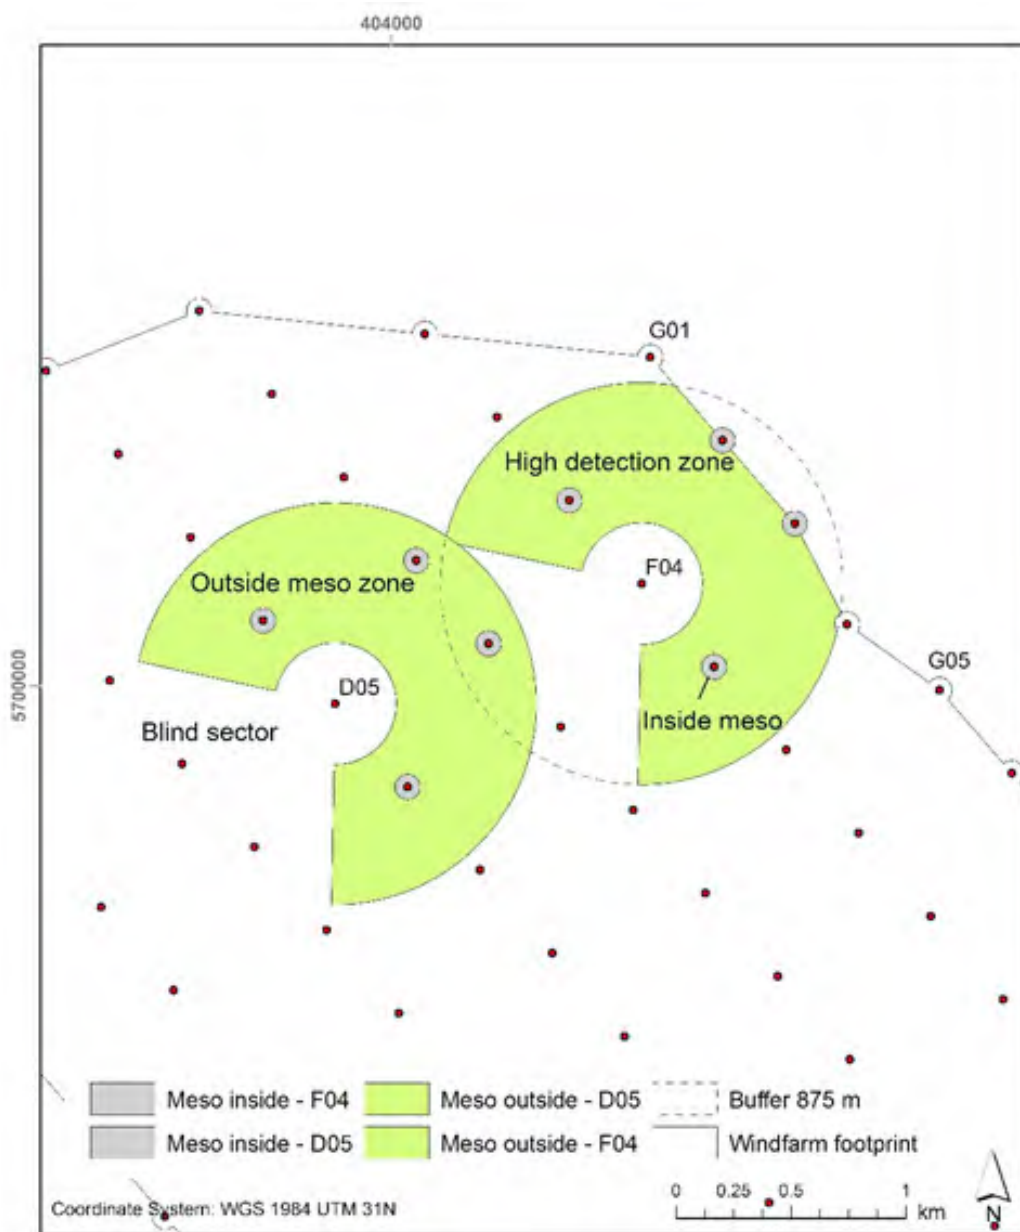 404000
G01
High detection zone
F04
Outside meso zone
5700000
D05
G05
Inside meso
Blind sector
Meso inside - F04
Meso outside - D05
Buffer 875 m
Meso inside - D05
Meso outside - F04
Windfarm footprint
0 0.25 0.5 1
km
Coordinate System: WGS 1984 UTM 31N
N